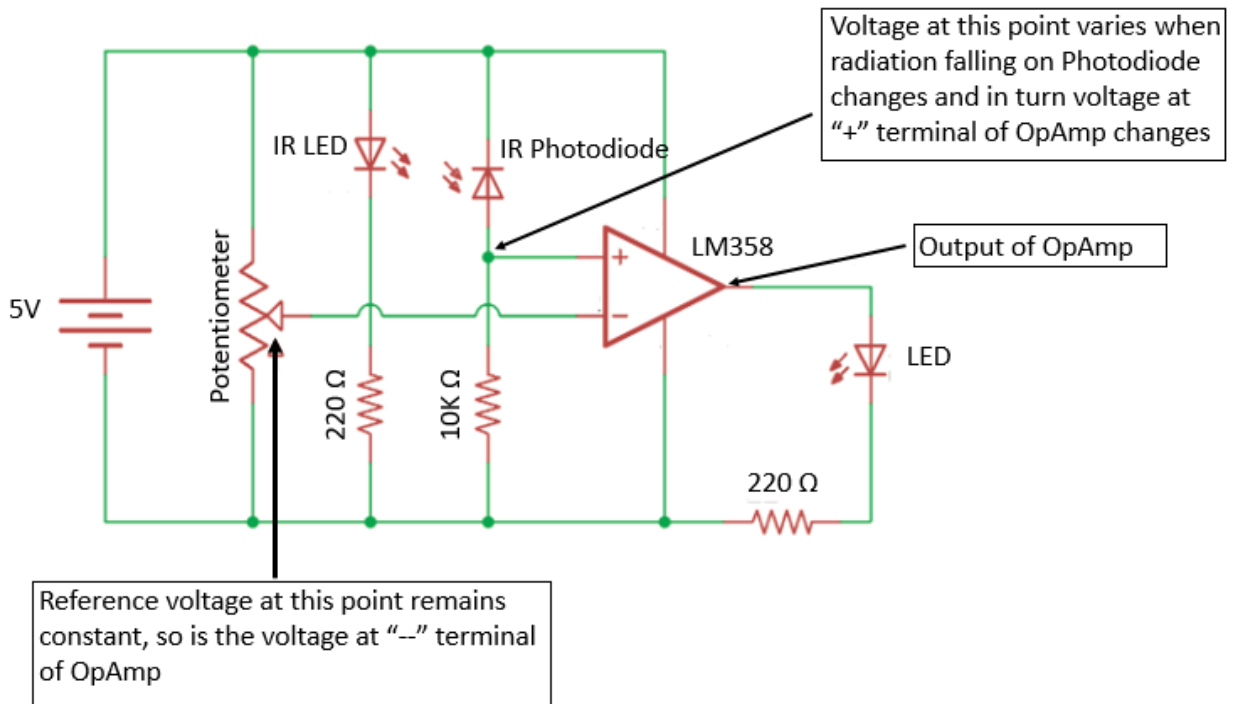 Voltage at this point varies when
radiation falling on Photodiode
changes and in turn voltage at
“+” terminal of OpAmp changes
IR LED
IR Photodiode
LM358
Output of OpAmp
+
−
5V
Potentiometer
220 Ω
10K Ω
LED
220 Ω
Reference voltage at this point remains
constant, so is the voltage at “--” terminal
of OpAmp